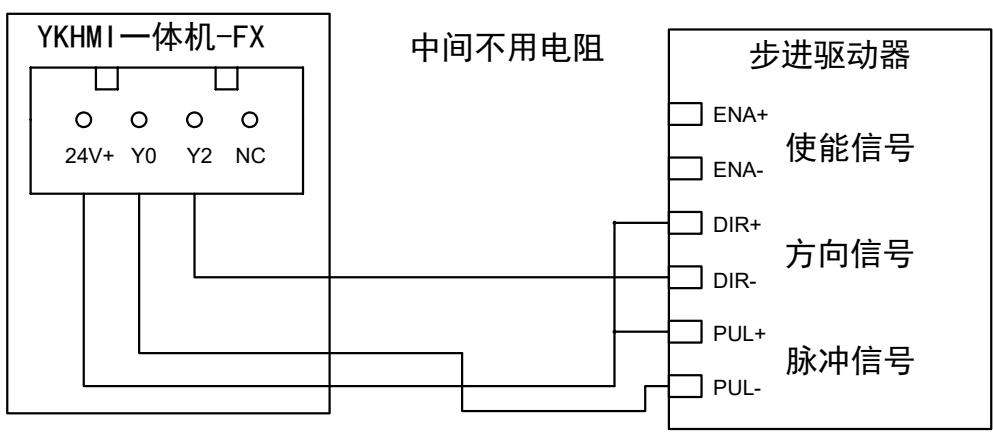 YKHMI一体机-FX
中间不用电阻
步进驱动器
24V+ Y0 Y2 NC
ENA+
使能信号
ENA-
DIR+
方向信号
DIR-
PUL+
脉冲信号
PUL-